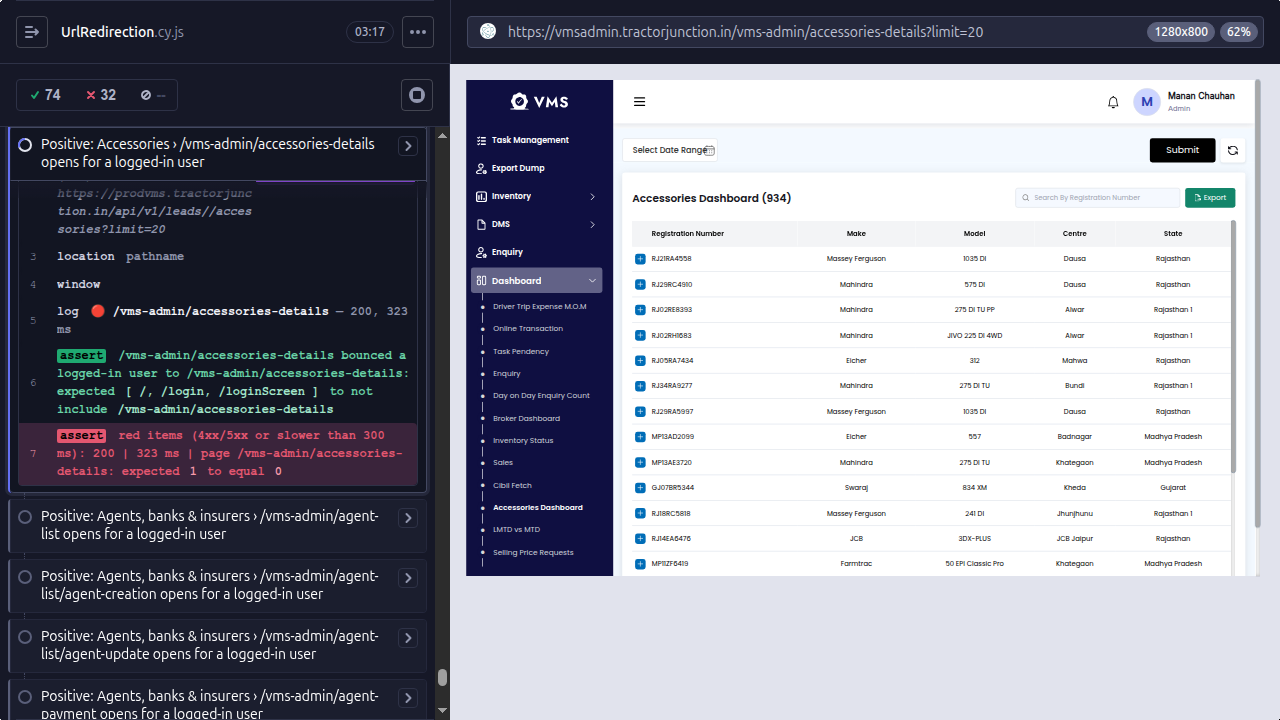 UrlRedirection.cy.js
03:17
74
32
--
Positive: Accessories › /vms-admin/accessories-details
opens for a logged-in user
https://prodvms.tractorjunc
tion.in/api/v1/leads//acces
sories?limit=20
3 location pathname
4 window
5 log 🔴 /vms-admin/accessories-details — 200, 323
ms
6 assert /vms-admin/accessories-details bounced a
logged-in user to /vms-admin/accessories-details:
expected [ /, /login, /loginScreen ] to not
include /vms-admin/accessories-details
7 assert red items (4xx/5xx or slower than 300
ms): 200 | 323 ms | page /vms-admin/accessories-
details: expected 1 to equal 0
Positive: Agents, banks & insurers › /vms-admin/agent-
list opens for a logged-in user
Positive: Agents, banks & insurers › /vms-admin/agent-
list/agent-creation opens for a logged-in user
Positive: Agents, banks & insurers › /vms-admin/agent-
list/agent-update opens for a logged-in user
Positive: Agents, banks & insurers › /vms-admin/agent-
payment opens for a logged-in user
https://vmsadmin.tractorjunction.in/vms-admin/accessories-details?limit=20
1280x800
62%
VMS
Task Management
Export Dump
Inventory
DMS
Enquiry
Dashboard
Driver Trip Expense M.O.M
Online Transaction
Task Pendency
Enquiry
Day on Day Enquiry Count
Broker Dashboard
Inventory Status
Sales
Cibil Fetch
Accessories Dashboard
LMTD vs MTD
Selling Price Requests
M
Manan Chauhan
Admin
Select Date Range
Submit
Accessories Dashboard (934)
Search By Registration Number
Export
Registration Number Make Model Centre State
RJ21RA4558 Massey Ferguson 1035 DI Dausa Rajasthan
RJ29RC4910 Mahindra 575 DI Dausa Rajasthan
RJ02RE8393 Mahindra 275 DI TU PP Alwar Rajasthan 1
RJ02RH1683 Mahindra JIVO 225 DI 4WD Alwar Rajasthan 1
RJ05RA7434 Eicher 312 Mahwa Rajasthan
RJ34RA9277 Mahindra 275 DI TU Bundi Rajasthan 1
RJ29RA5997 Massey Ferguson 1035 DI Dausa Rajasthan
MP13AD2099 Eicher 557 Badnagar Madhya Pradesh
MP13AE3720 Mahindra 275 DI TU Khategaon Madhya Pradesh
GJ07BR5344 Swaraj 834 XM Kheda Gujarat
RJ18RC5818 Massey Ferguson 241 DI Jhunjhunu Rajasthan 1
RJ14EA6476 JCB 3DX-PLUS JCB Jaipur Rajasthan
MP11ZF6419 Farmtrac 50 EPI Classic Pro Khategaon Madhya Pradesh